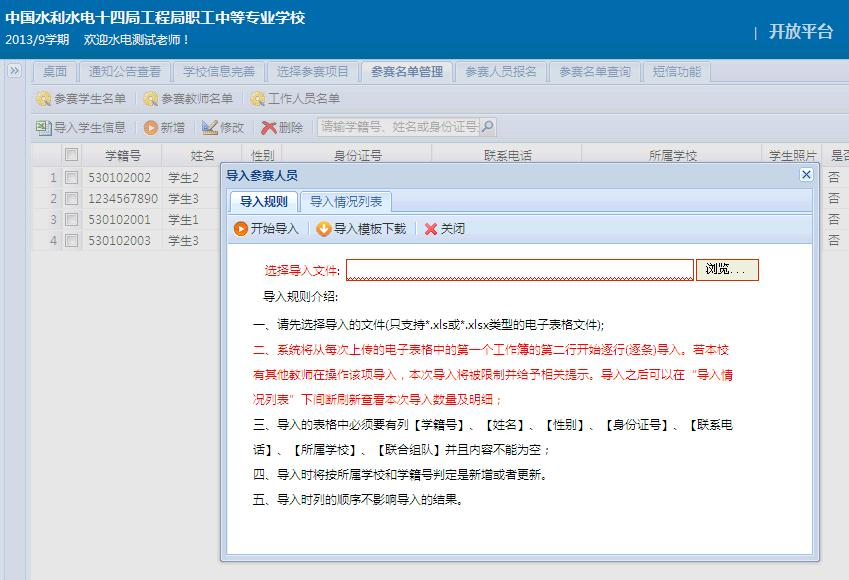 中国水利水电十四局工程局职工中等专业学校
2013/9学期 欢迎水电测试老师！
| 开放平台
桌面 通知公告查看 学校信息完善 选择参赛项目 参赛名单管理 参赛人员报名 参赛名单查询 短信功能
参赛学生名单 参赛教师名单 工作人员名单
导入学生信息 新增 修改 删除 请输学籍号、姓名或身份证号
学籍号 姓名 性别 身份证号 联系电话 所属学校 学生照片 是否
1 530102002 学生2 否
2 1234567890 学生3 否
3 530102001 学生1 否
4 530102003 学生3 否
导入参赛人员
导入规则 导入情况列表
开始导入 导入模板下载 关闭
选择导入文件: 浏览...
导入规则介绍:
一、请先选择导入的文件(只支持*.xls或*.xlsx类型的电子表格文件);
二、系统将从每次上传的电子表格中的第一个工作簿的第二行开始逐行(逐条)导入。若本校
有其他教师在操作该项导入，本次导入将被限制并给予相关提示。导入之后可以在“导入情
况列表”下间断刷新查看本次导入数量及明细；
三、导入的表格中必须要有列【学籍号】、【姓名】、【性别】、【身份证号】、【联系电
话】、【所属学校】、【联合组队】并且内容不能为空；
四、导入时将按所属学校和学籍号判定是新增或者更新。
五、导入时列的顺序不影响导入的结果。